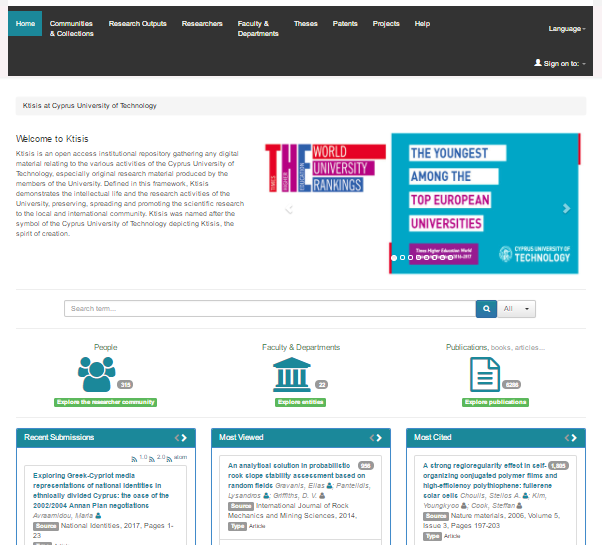 Home
Communities & Collections
Research Outputs
Researchers
Faculty & Departments
Theses
Patents
Projects
Help
Language
Sign on to:
Ktisis at Cyprus University of Technology
Welcome to Ktisis
Ktisis is an open access institutional repository gathering any digital
material relating to the various activities of the Cyprus University of
Technology, especially original research material produced by the
members of the University. Defined in this framework, Ktisis
demonstrates the intellectual life and the research activities of the
University, preserving, spreading and promoting the scientific research
to the local and international community. Ktisis was named after the
symbol of the Cyprus University of Technology depicting Ktisis, the
spirit of creation.
TIMES
HIGHER
EDUCATION
THE
WORLD
UNIVERSITY
RANKINGS
THE YOUNGEST
AMONG THE
TOP EUROPEAN
UNIVERSITIES
Times Higher Education World
2016-2017
CYPRUS UNIVERSITY OF
TECHNOLOGY
Search term...
All
People
315
Explore the researcher community
Faculty & Departments
22
Explore entities
Publications, books, articles...
Explore publications
Recent Submissions
1.0 2.0 atom
Exploring Greek-Cypriot media
representations of national identities in
ethnically divided Cyprus: the case of the
2002/2004 Annan Plan negotiations
Avraamidou, Maria
Source National Identities, 2017, Pages 1-
23
Most Viewed
An analytical solution in probabilistic 956
rock slope stability assessment based on
random fields Gravanis, Elias ; Pantelidis,
Lysandros ; Griffiths, D. V.
Source International Journal of Rock
Mechanics and Mining Sciences, 2014,
Type Article
Most Cited
A strong regioregularity effect in self-
organizing conjugated polymer films and
high-efficiency polythiophene: fullerene
solar cells Choulis, Stelios A. ; Kim,
Youngkyoo ; Cook, Steffan
Source Nature materials, 2006, Volume 5,
Issue 3, Pages 197-203
Type Article